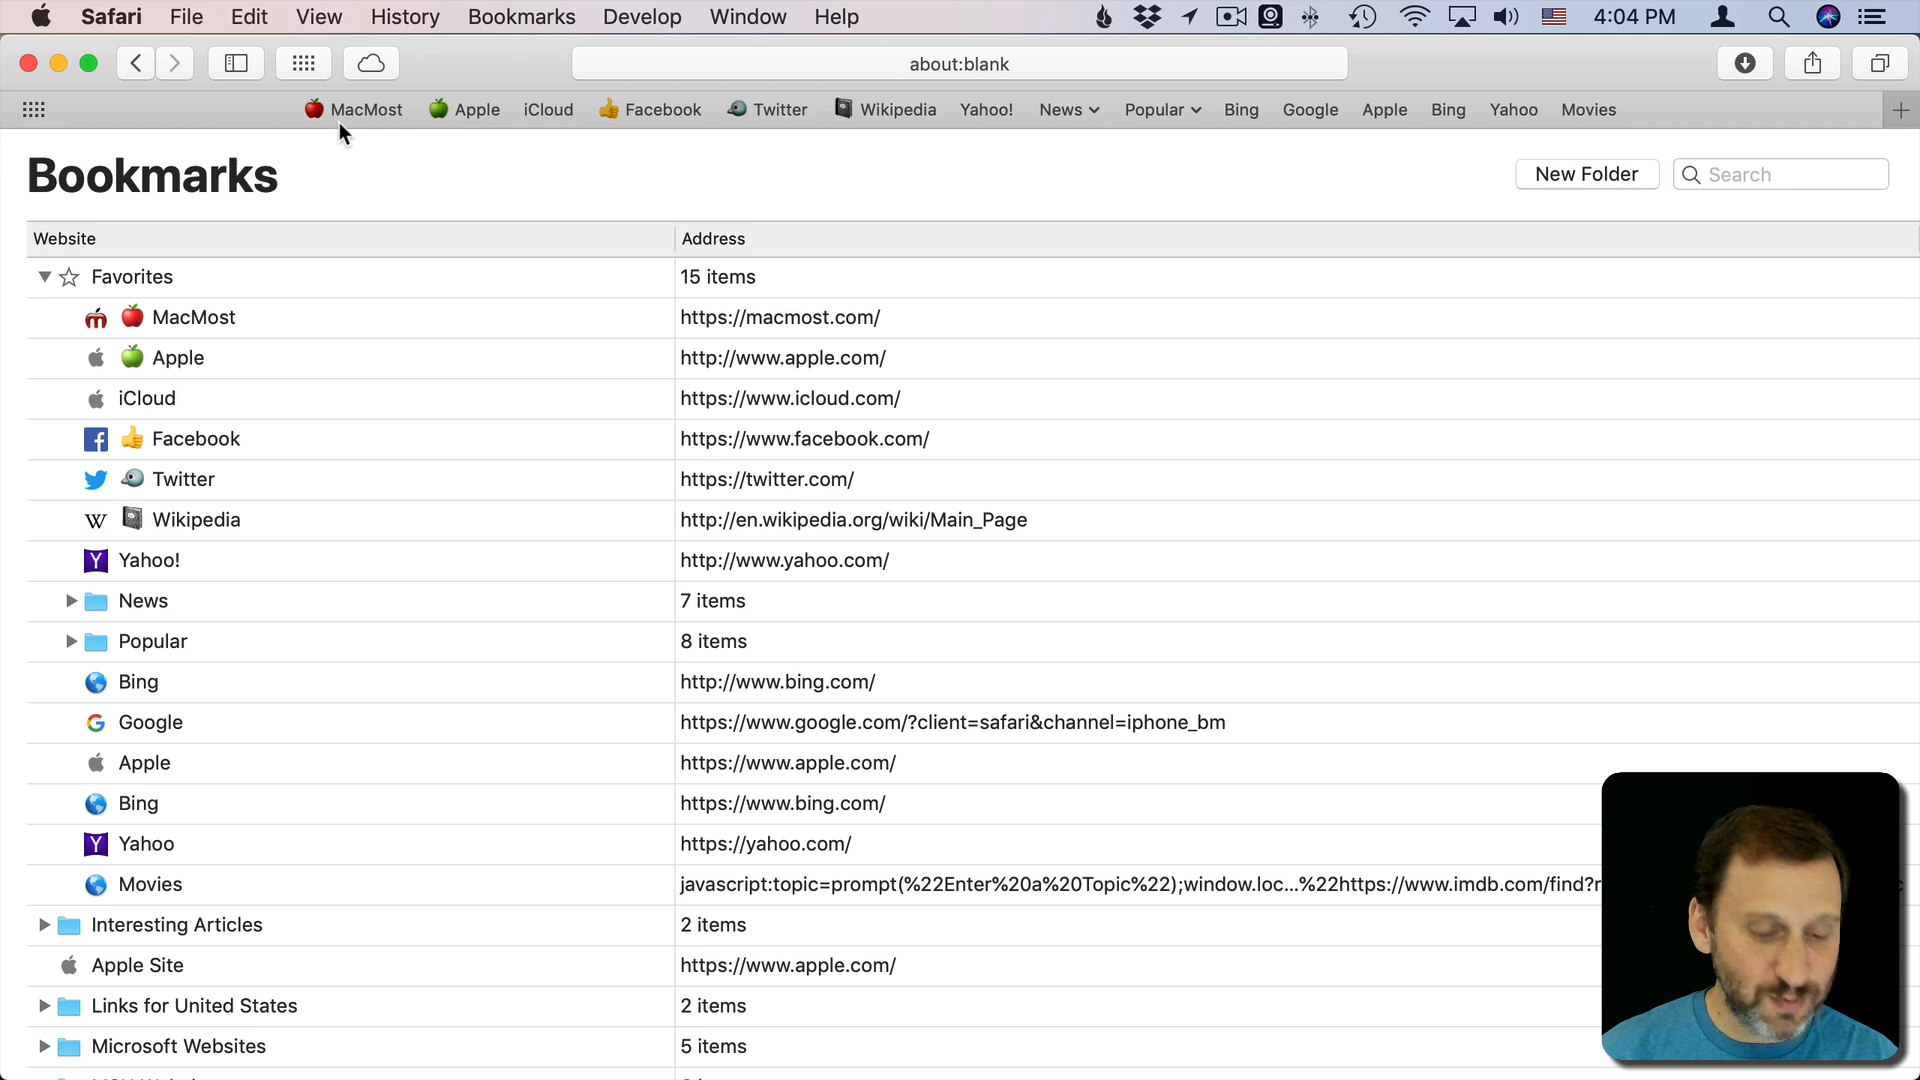 Safari File Edit View History Bookmarks Develop Window Help 4:04 PM
about:blank
MacMost Apple iCloud Facebook Twitter Wikipedia Yahoo! News Popular Bing Google Apple Bing Yahoo Movies
Bookmarks
New Folder
Search
Website Address
Favorites 15 items
MacMost https://macmost.com/
Apple http://www.apple.com/
iCloud https://www.icloud.com/
Facebook https://www.facebook.com/
Twitter https://twitter.com/
W Wikipedia http://en.wikipedia.org/wiki/Main_Page
Yahoo! http://www.yahoo.com/
News 7 items
Popular 8 items
Bing http://www.bing.com/
Google https://www.google.com/?client=safari&channel=iphone_bm
Apple https://www.apple.com/
Bing https://www.bing.com/
Yahoo https://yahoo.com/
Movies javascript:topic=prompt(%22Enter%20a%20Topic%22);window.loc...%22https://www.imdb.com/find?r
Interesting Articles 2 items
Apple Site https://www.apple.com/
Links for United States 2 items
Microsoft Websites 5 items